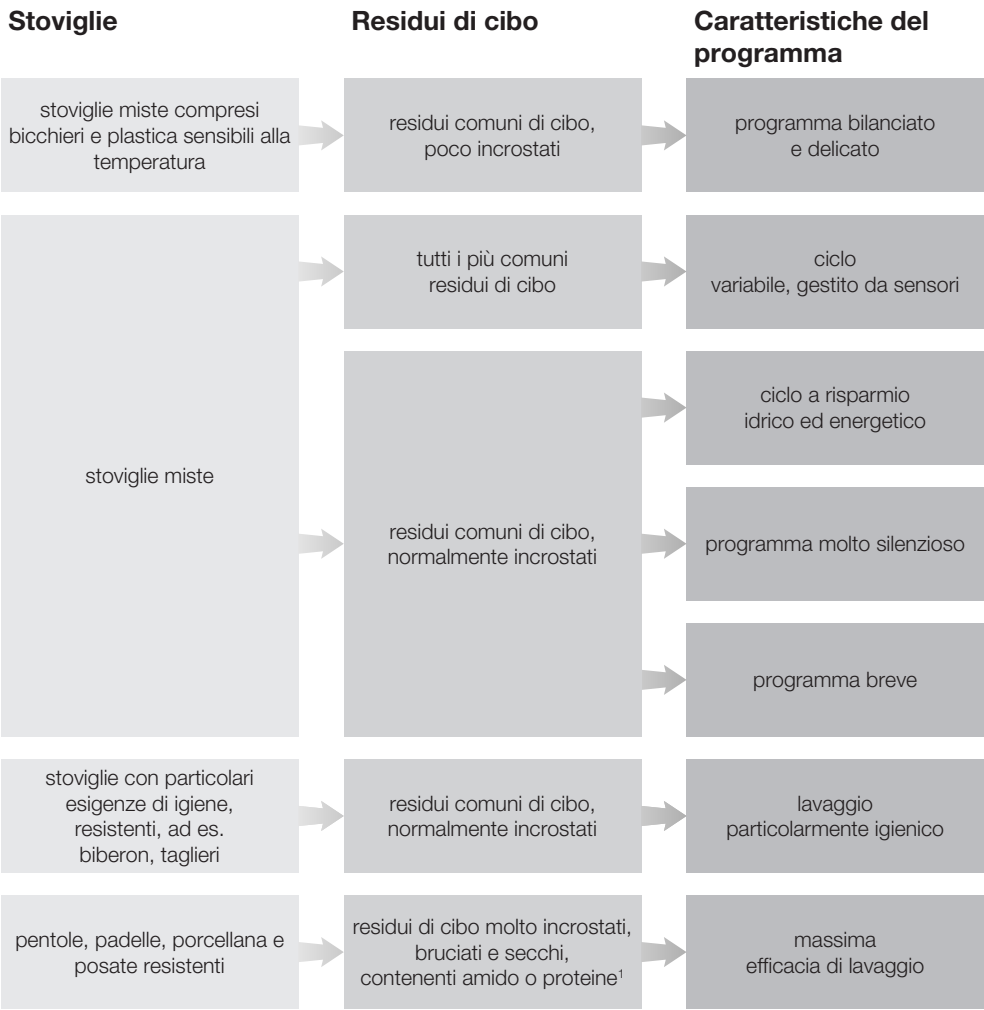 Stoviglie
Residui di cibo
Caratteristiche del
programma
stoviglie miste compresi
bicchieri e plastica sensibili alla
temperatura
residui comuni di cibo,
poco incrostati
programma bilanciato
e delicato
stoviglie miste
tutti i più comuni
residui di cibo
ciclo
variabile, gestito da sensori
residui comuni di cibo,
normalmente incrostati
ciclo a risparmio
idrico ed energetico
programma molto silenzioso
programma breve
stoviglie con particolari
esigenze di igiene,
resistenti, ad es.
biberon, taglieri
residui comuni di cibo,
normalmente incrostati
lavaggio
particolarmente igienico
pentole, padelle, porcellana e
posate resistenti
residui di cibo molto incrostati,
bruciati e secchi,
contenenti amido o proteine¹
massima
efficacia di lavaggio